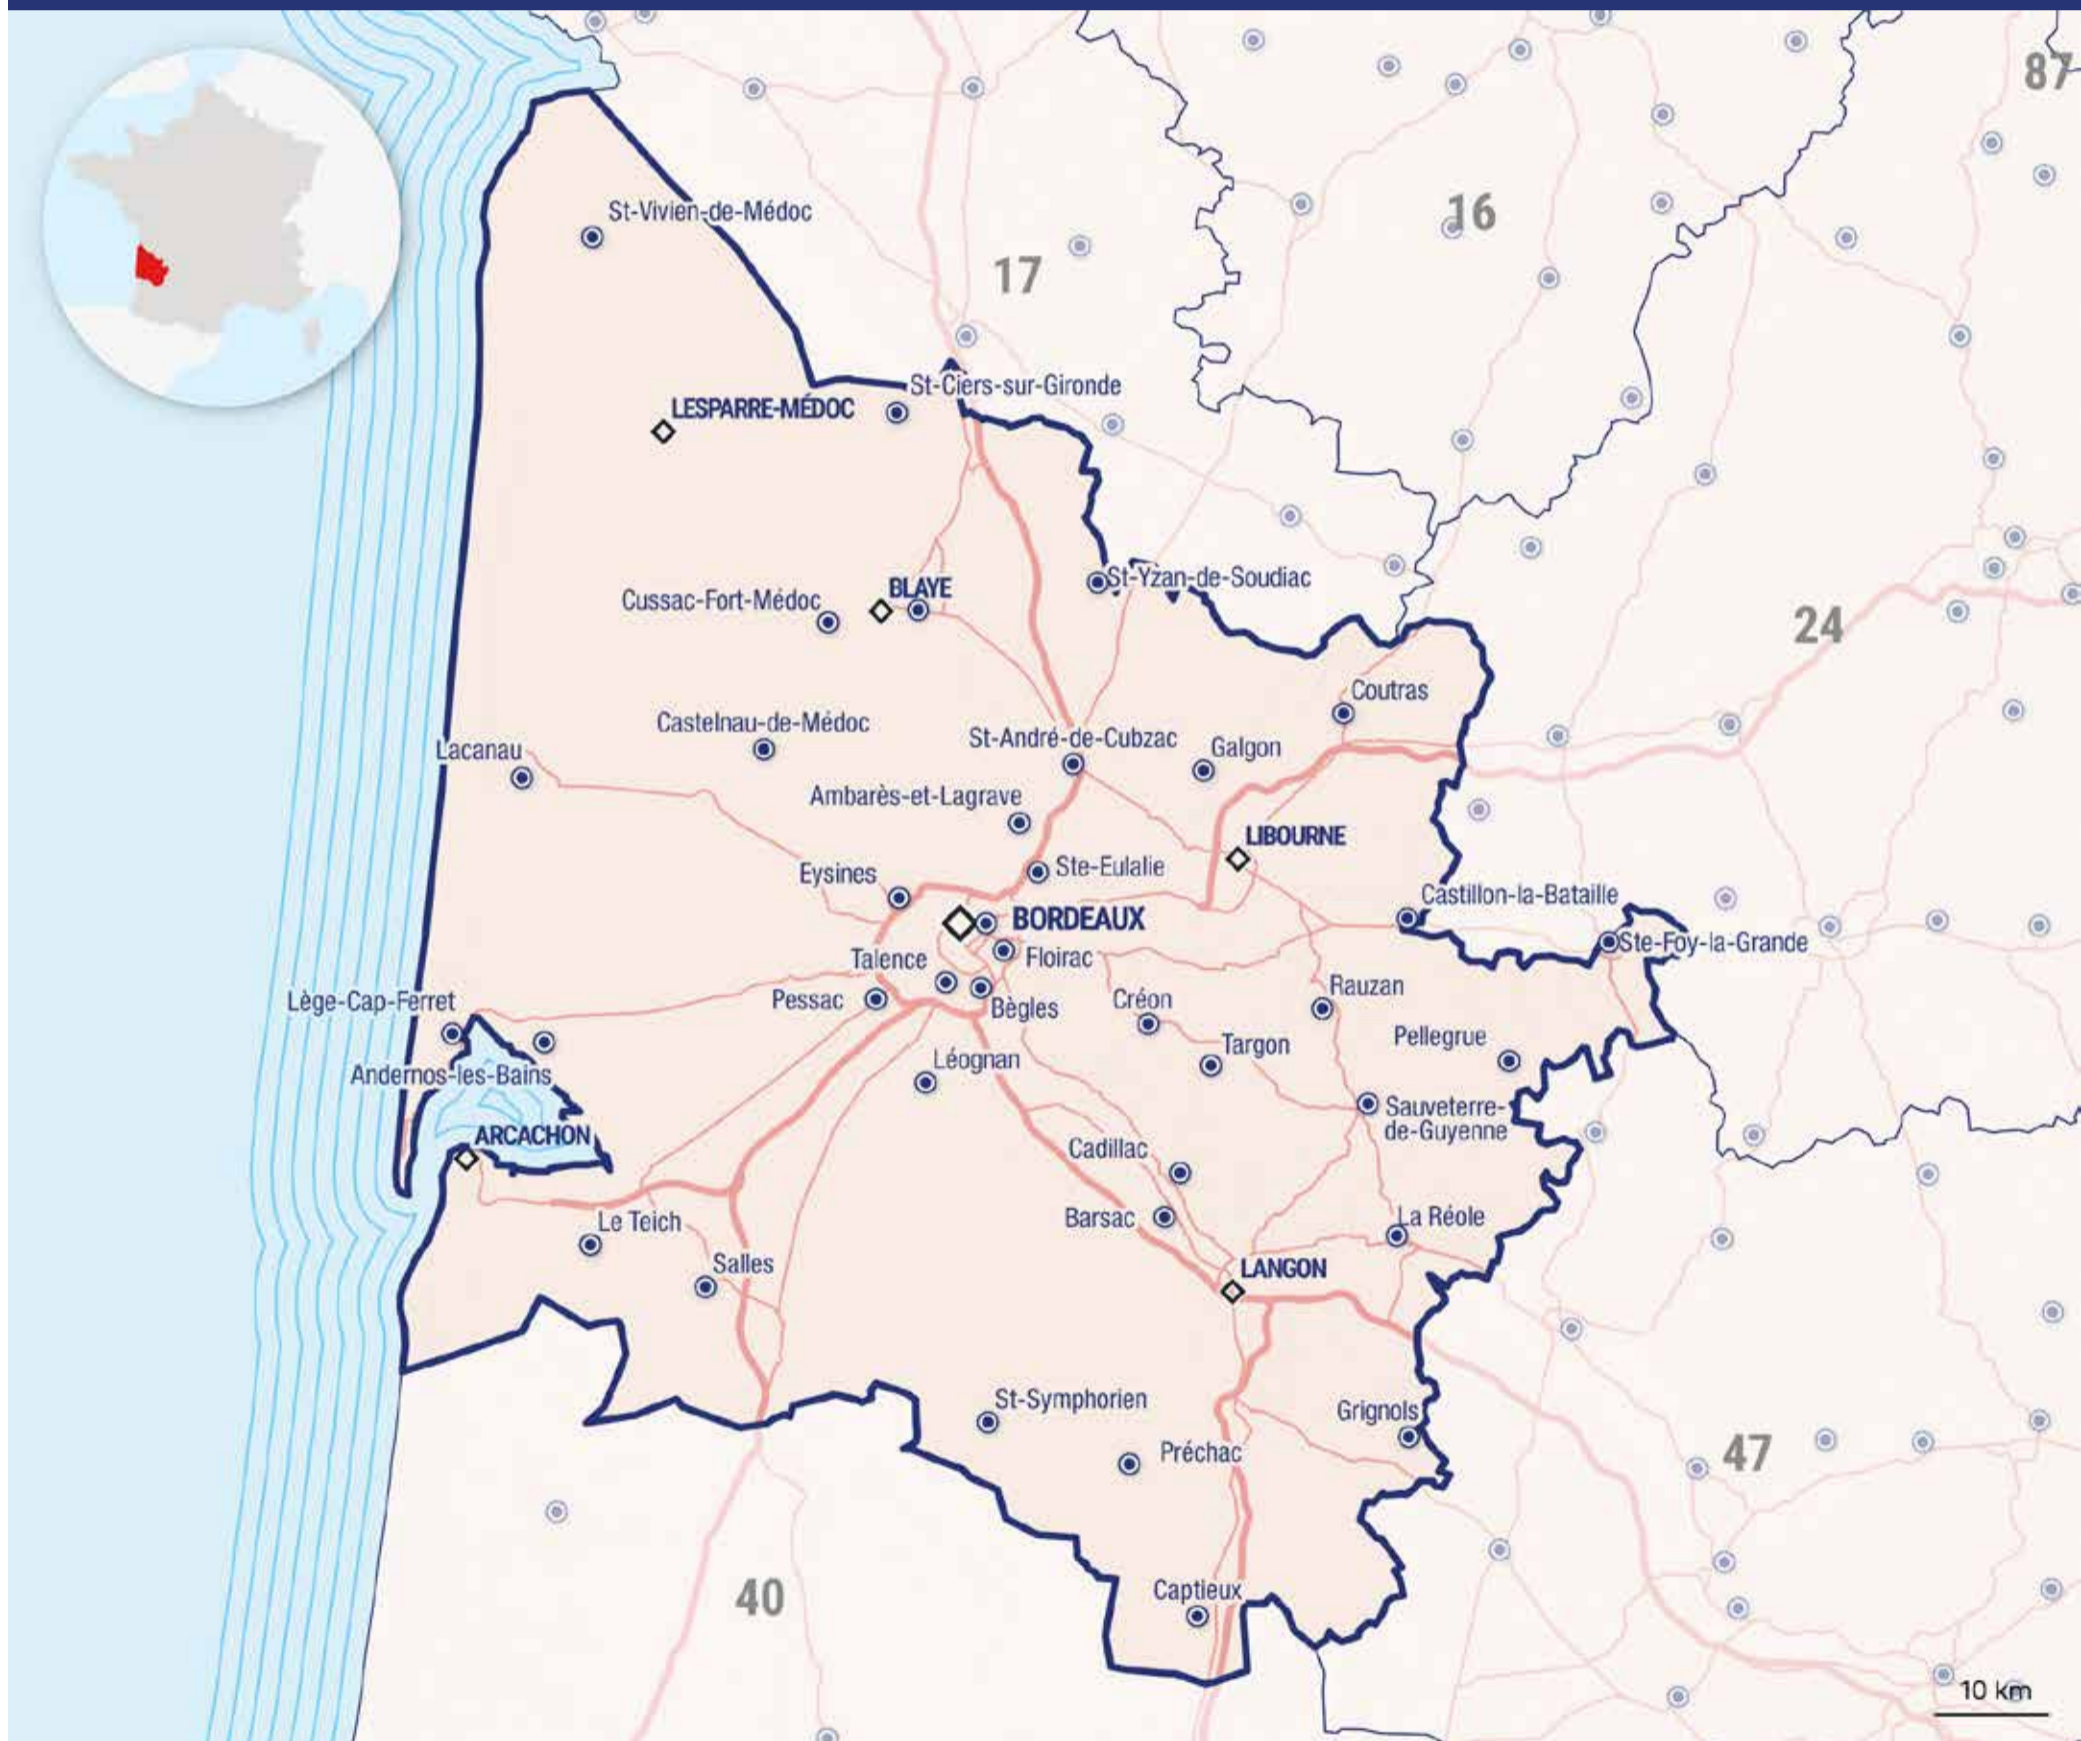 87
St-Vivien-de-Médoc
16
17
St-Ciers-sur-Gironde
LESPARRE-MÉDOC
St-Yzan-de-Soudiac
BLAYE
Cussac-Fort-Médoc
24
Coutras
Castelnau-de-Médoc
St-André-de-Cubzac
Galgon
Lacanau
Ambarès-et-Lagrave
LIBOURNE
Ste-Eulalie
Eysines
Castillon-la-Bataille
BORDEAUX
Ste-Foy-la-Grande
Talence
Floirac
Rauzan
Pessac
Créon
Lège-Cap-Ferret
Bègles
Pellegrue
Targon
Léognan
Andernos-les-Bains
Sauveterre-
de-Guyenne
ARCACHON
Cadillac
Barsac
La Réole
Le Teich
Salles
LANGON
St-Symphorien
Grignols
Préchac
47
Captieux
40
10 km